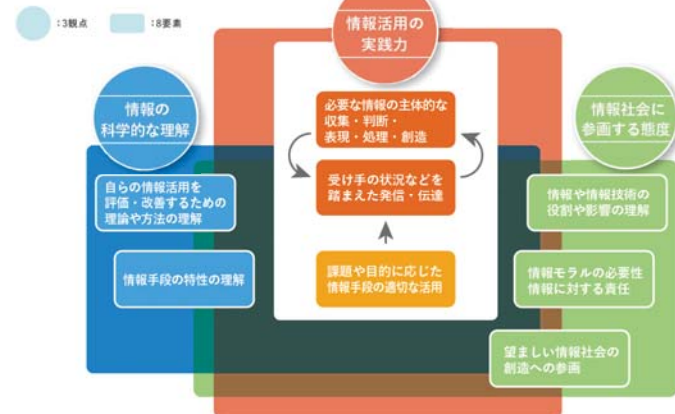 ：3観点
：8要素
情報活用の
実践力
情報の
科学的な理解
情報社会に
参画する態度
必要な情報の主体的な
収集・判断・
表現・処理・創造
受け手の状況などを
踏まえた発信・伝達
課題や目的に応じた
情報手段の適切な活用
自らの情報活用を
評価・改善するための
理論や方法の理解
情報手段の特性の理解
情報や情報技術の
役割や影響の理解
情報モラルの必要性
情報に対する責任
望ましい情報社会の
創造への参画